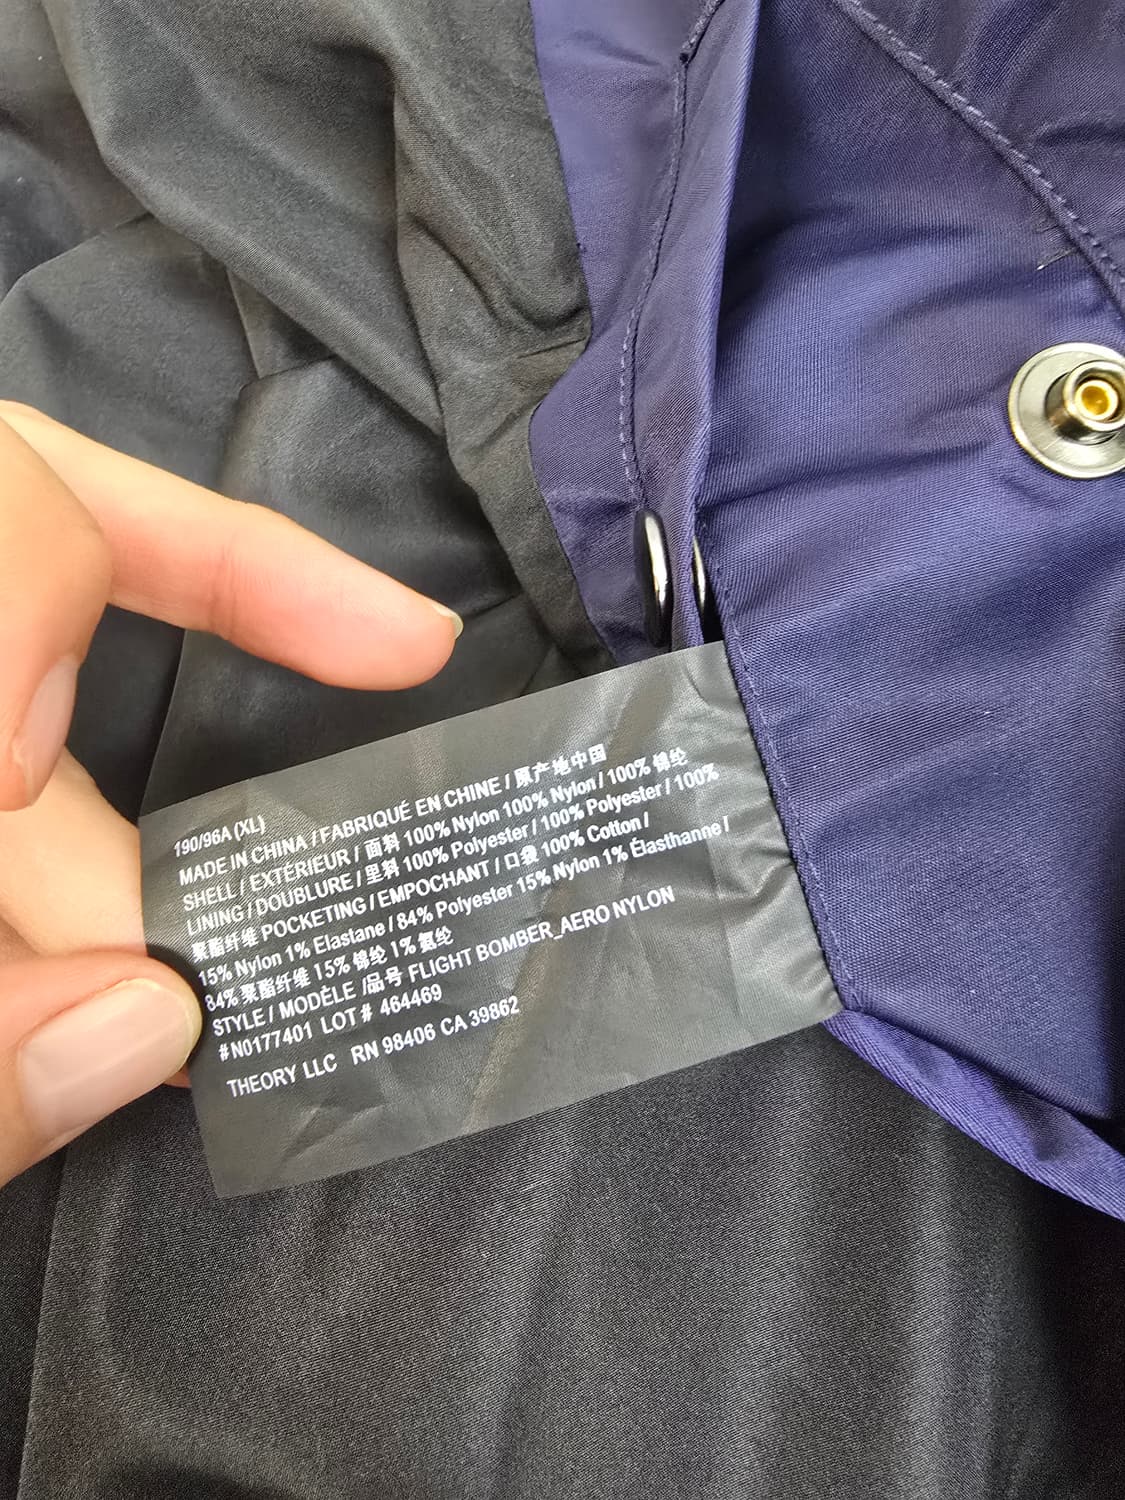 190/96A (XL)
MADE IN CHINA / FABRIQUÉ EN CHINE / 原产地中国
SHELL / EXTÉRIEUR / 面料 100% Nylon 100% Nylon / 100% 锦纶
LINING / DOUBLURE / 里料 100% Polyester / 100% Polyester / 100%
聚酯纤维 POCKETING / EMPOCHANT / 口袋 100% Cotton /
15% Nylon 1% Elastane / 84% Polyester 15% Nylon 1% Élasthanne /
84% 聚酯纤维 15% 锦纶 1% 氨纶
STYLE / MODÈLE /品号 FLIGHT BOMBER_AERO NYLON
#N0177401 LOT# 464469
THEORY LLC RN 98406 CA 39862